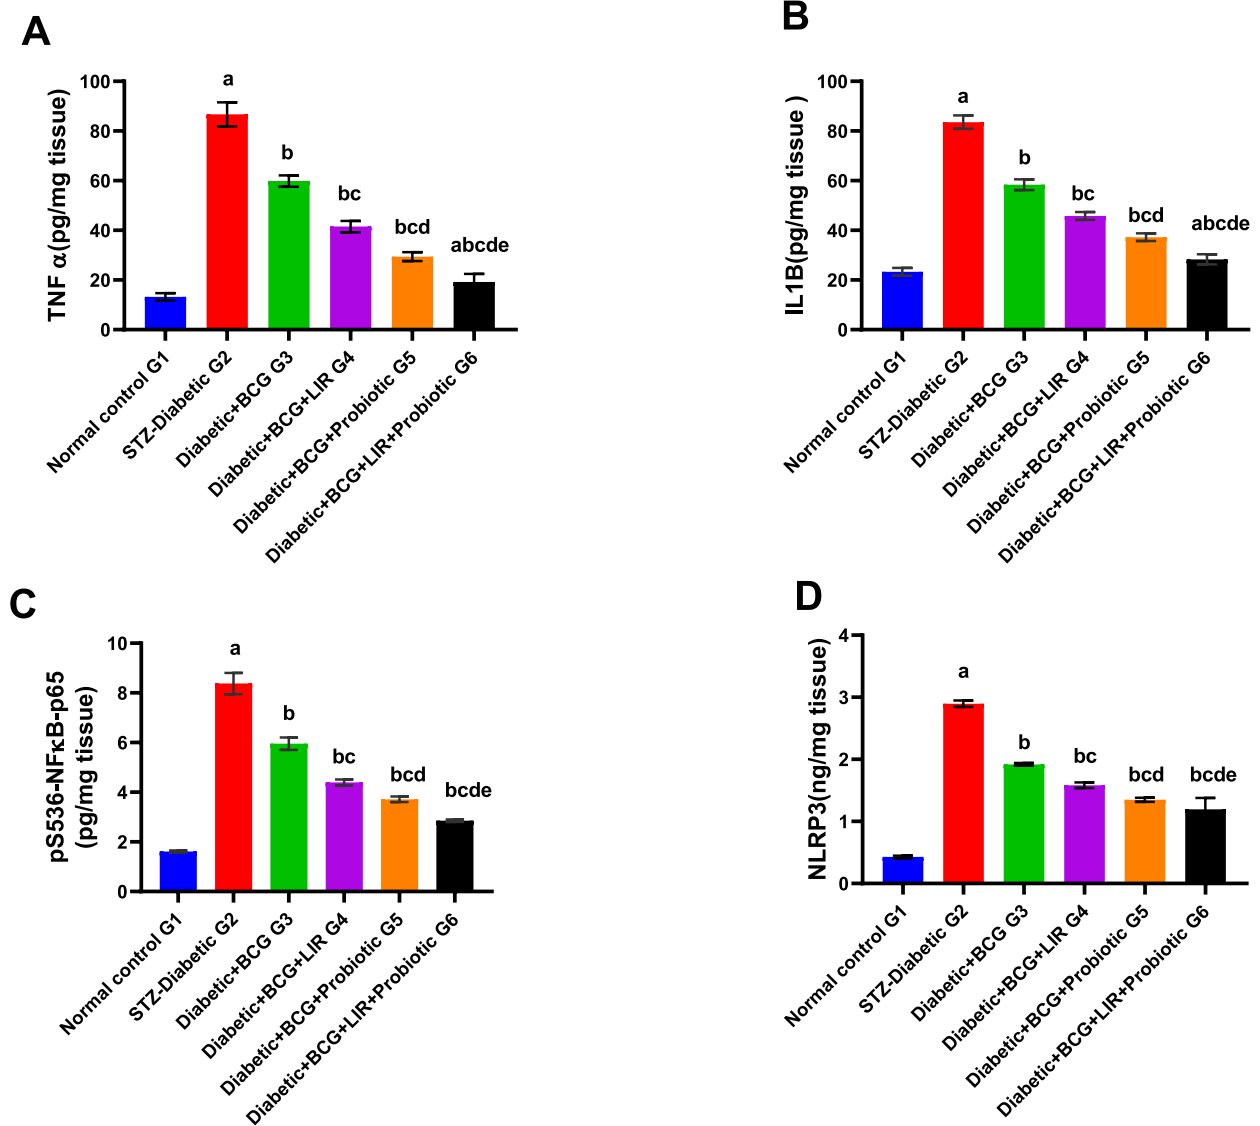 A
TNF α(pg/mg tissue)
100
80
60
40
20
0
a
b
bc
bcd
abcde
Normal control G1
STZ-Diabetic G2
Diabetic+BCG G3
Diabetic+BCG+LIR G4
Diabetic+BCG+Probiotic G5
Diabetic+BCG+LIR+Probiotic G6
B
IL1B(pg/mg tissue )
100
80
60
40
20
0
a
b
bc
bcd
abcde
Normal control G1
STZ-Diabetic G2
Diabetic+BCG G3
Diabetic+BCG+LIR G4
Diabetic+BCG+Probiotic G5
Diabetic+BCG+LIR+Probiotic G6
C
pS536-NFκB-p65
(pg/mg tissue)
10
8
6
4
2
0
a
b
bc
bcd
bcde
Normal control G1
STZ-Diabetic G2
Diabetic+BCG G3
Diabetic+BCG+LIR G4
Diabetic+BCG+Probiotic G5
Diabetic+BCG+LIR+Probiotic G6
D
NLRP3(ng/mg tissue)
4
3
2
1
0
a
b
bc
bcd
bcde
Normal control G1
STZ-Diabetic G2
Diabetic+BCG G3
Diabetic+BCG+LIR G4
Diabetic+BCG+Probiotic G5
Diabetic+BCG+LIR+Probiotic G6